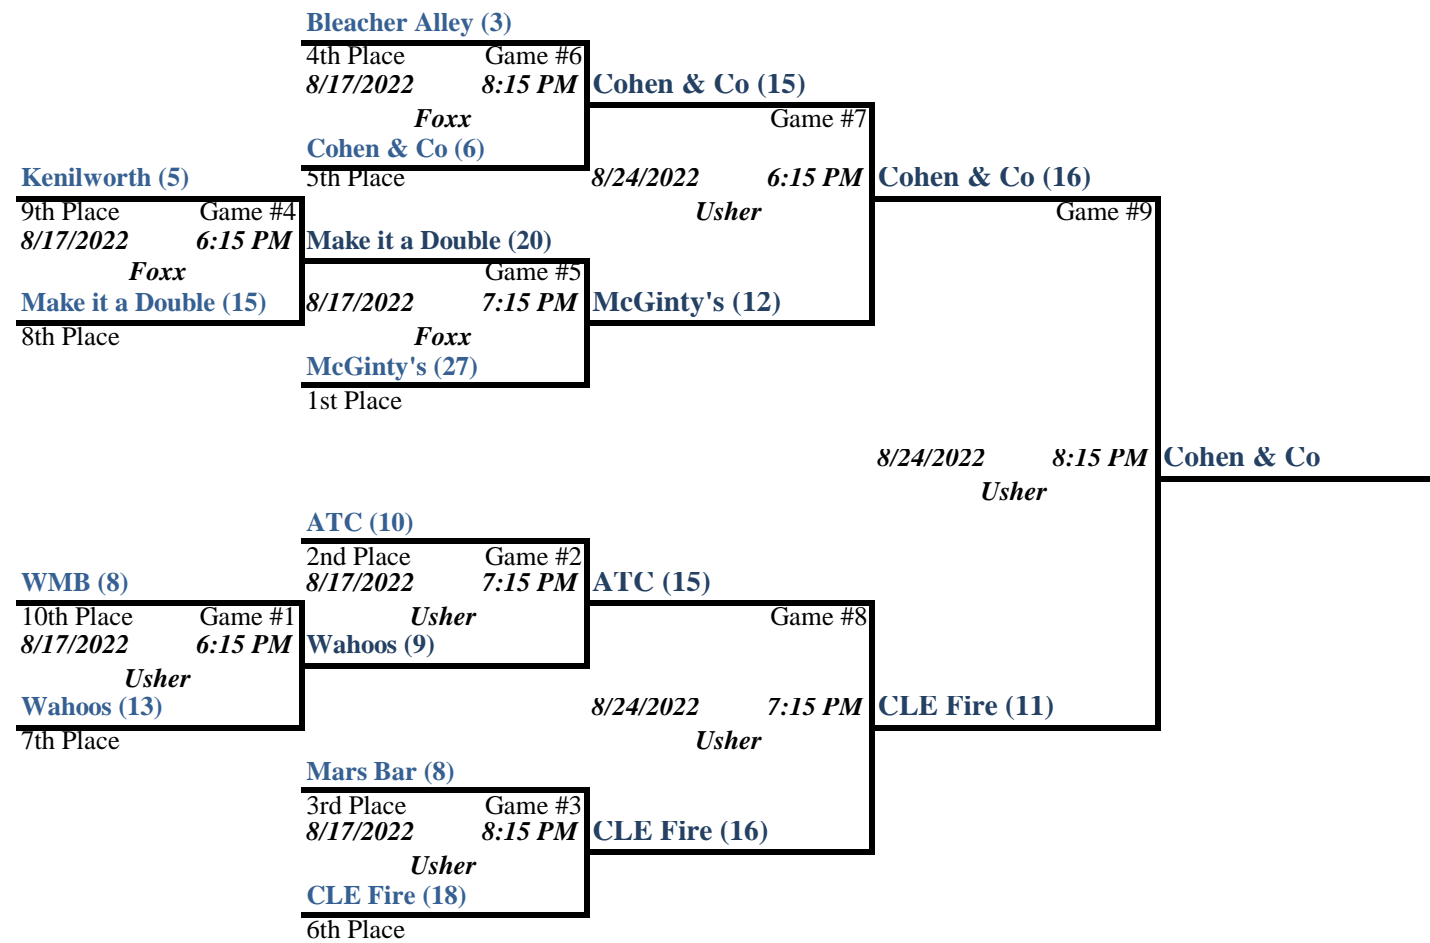 Bleacher Alley (3)
4th Place Game #6
8/17/2022 8:15 PM Cohen & Co (15)
Foxx Game #7
Cohen & Co (6)
Kenilworth (5) 5th Place 8/24/2022 6:15 PM Cohen & Co (16)
9th Place Game #4 Usher Game #9
8/17/2022 6:15 PM Make it a Double (20)
Foxx Game #5
Make it a Double (15) 8/17/2022 7:15 PM McGinty's (12)
8th Place Foxx
McGinty's (27)
1st Place
8/24/2022 8:15 PM Cohen & Co
Usher
ATC (10)
2nd Place Game #2
WMB (8) 8/17/2022 7:15 PM ATC (15)
10th Place Game #1 Usher Game #8
8/17/2022 6:15 PM Wahoos (9)
Usher
Wahoos (13) 8/24/2022 7:15 PM CLE Fire (11)
7th Place Usher
Mars Bar (8)
3rd Place Game #3
8/17/2022 8:15 PM CLE Fire (16)
Usher
CLE Fire (18)
6th Place